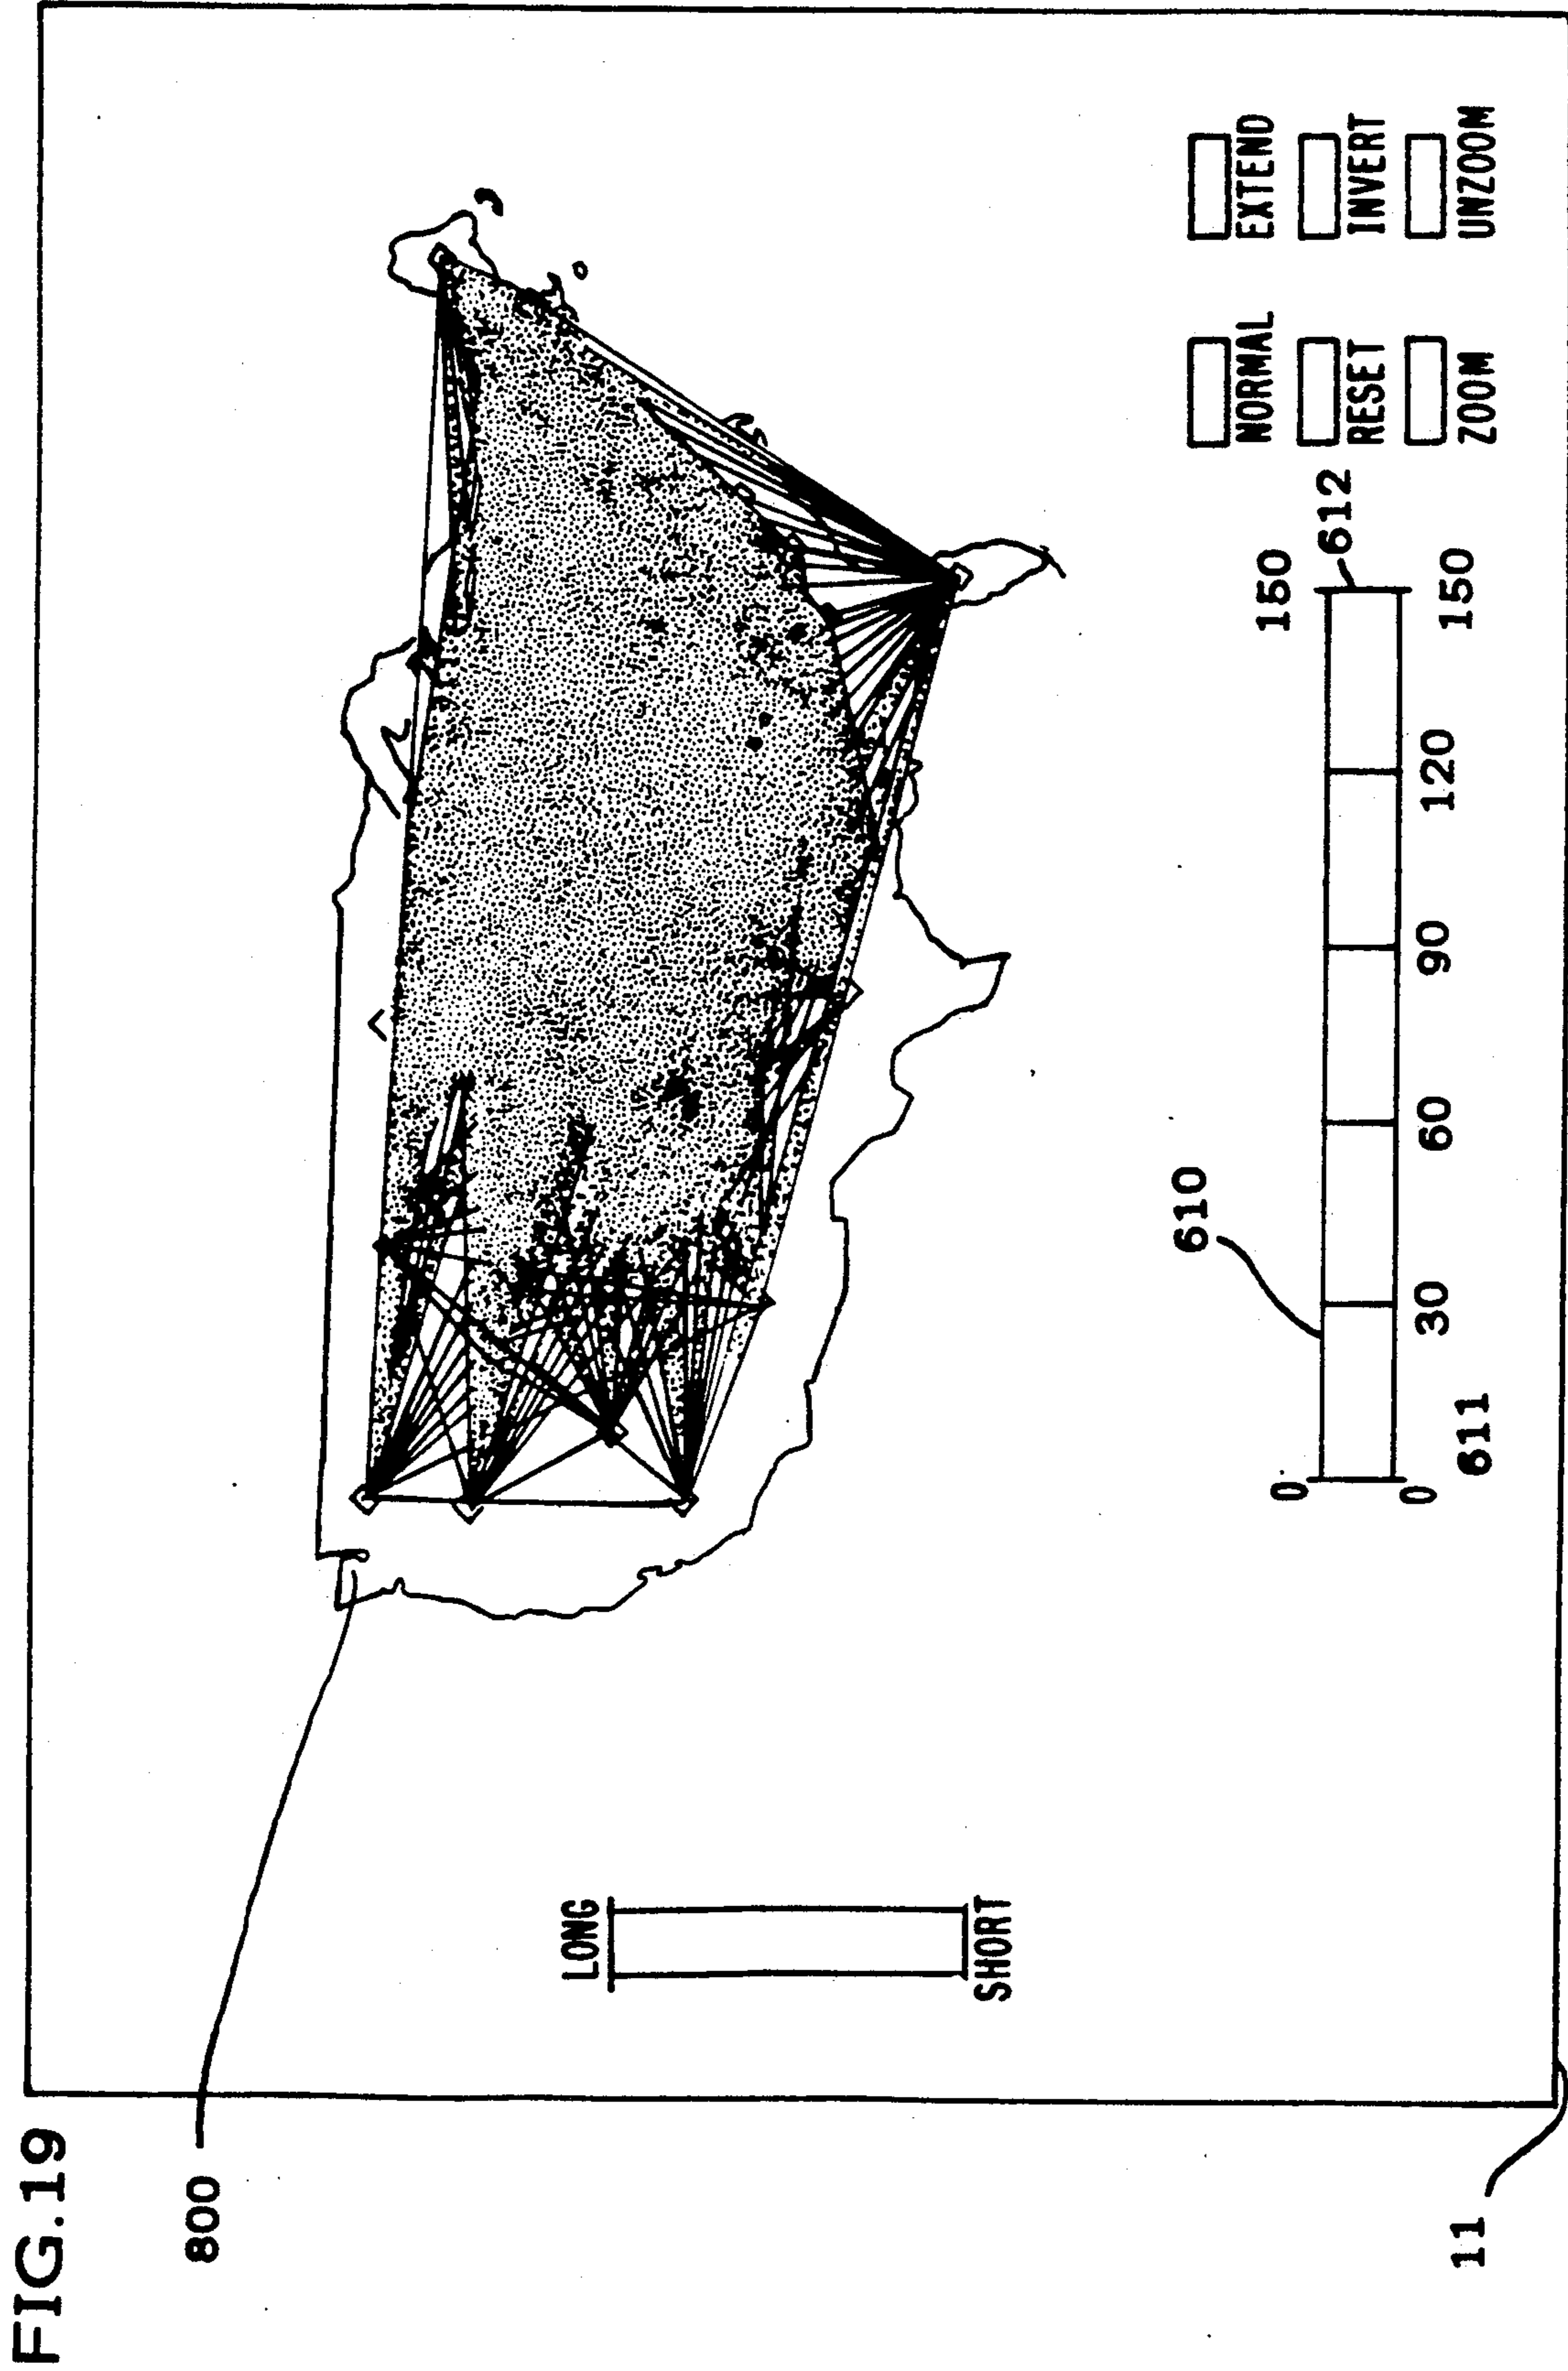 FIG.19
800
LONG
SHORT
610
150
612
0
0
30
60
90
120
150
611
NORMAL
EXTEND
RESET
INVERT
ZOOM
UNZOOM
11